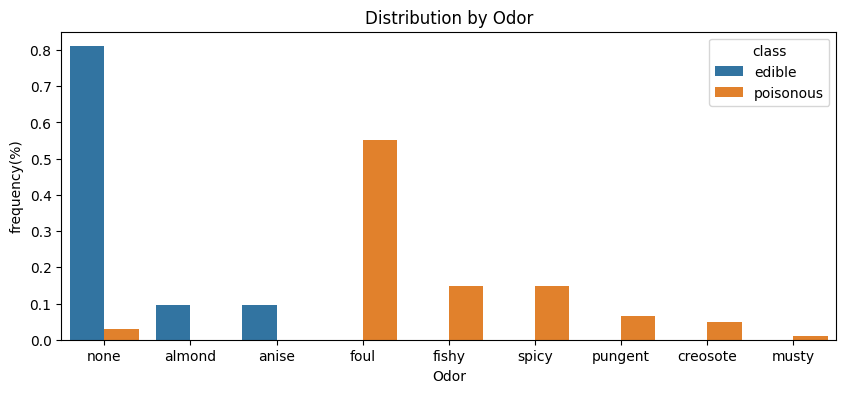 Distribution by Odor
class
edible
poisonous
frequency(%)
0.8
0.7
0.6
0.5
0.4
0.3
0.2
0.1
0.0
none almond anise foul fishy spicy pungent creosote musty
Odor